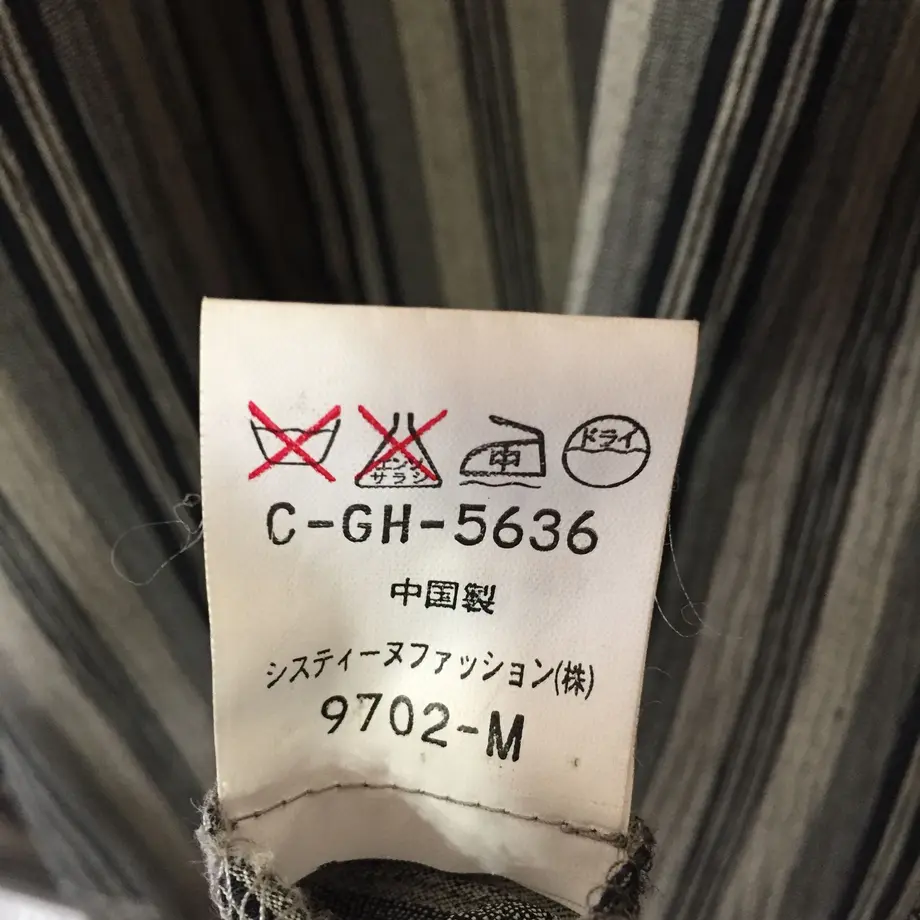 エンソ
サラシ
中
ドライ
C-GH-5636
中国製
システィーヌファッション(株)
9702-M